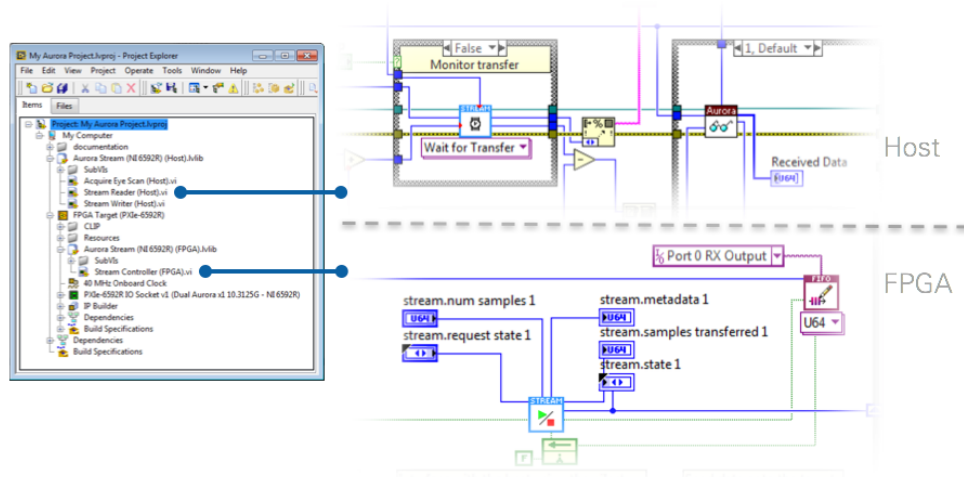 My Aurora Project.lvproj - Project Explorer
File Edit View Project Operate Tools Window Help
Items Files
Project: My Aurora Project.lvproj
My Computer
documentation
Aurora Stream (NI 6592R) (Host).lvlib
SubVIs
Acquire Eye Scan (Host).vi
Stream Reader (Host).vi
Stream Writer (Host).vi
FPGA Target (PXIe-6592R)
CLIP
Resources
Aurora Stream (NI 6592R) (FPGA).lvlib
SubVIs
Stream Controller (FPGA).vi
40 MHz Onboard Clock
PXIe-6592R IO Socket v1 (Dual Aurora x1 10.3125G - NI 6592R)
IP Builder
Dependencies
Build Specifications
Dependencies
Build Specifications
False
Monitor transfer
STREAM
Wait for Transfer
1, Default
Aurora
Received Data
U64
Host
FPGA
Port 0 RX Output
FIFO
U64
stream.num samples 1
U64
stream.request state 1
stream.metadata 1
U64
stream.samples transferred 1
U64
stream.state 1
STREAM
F